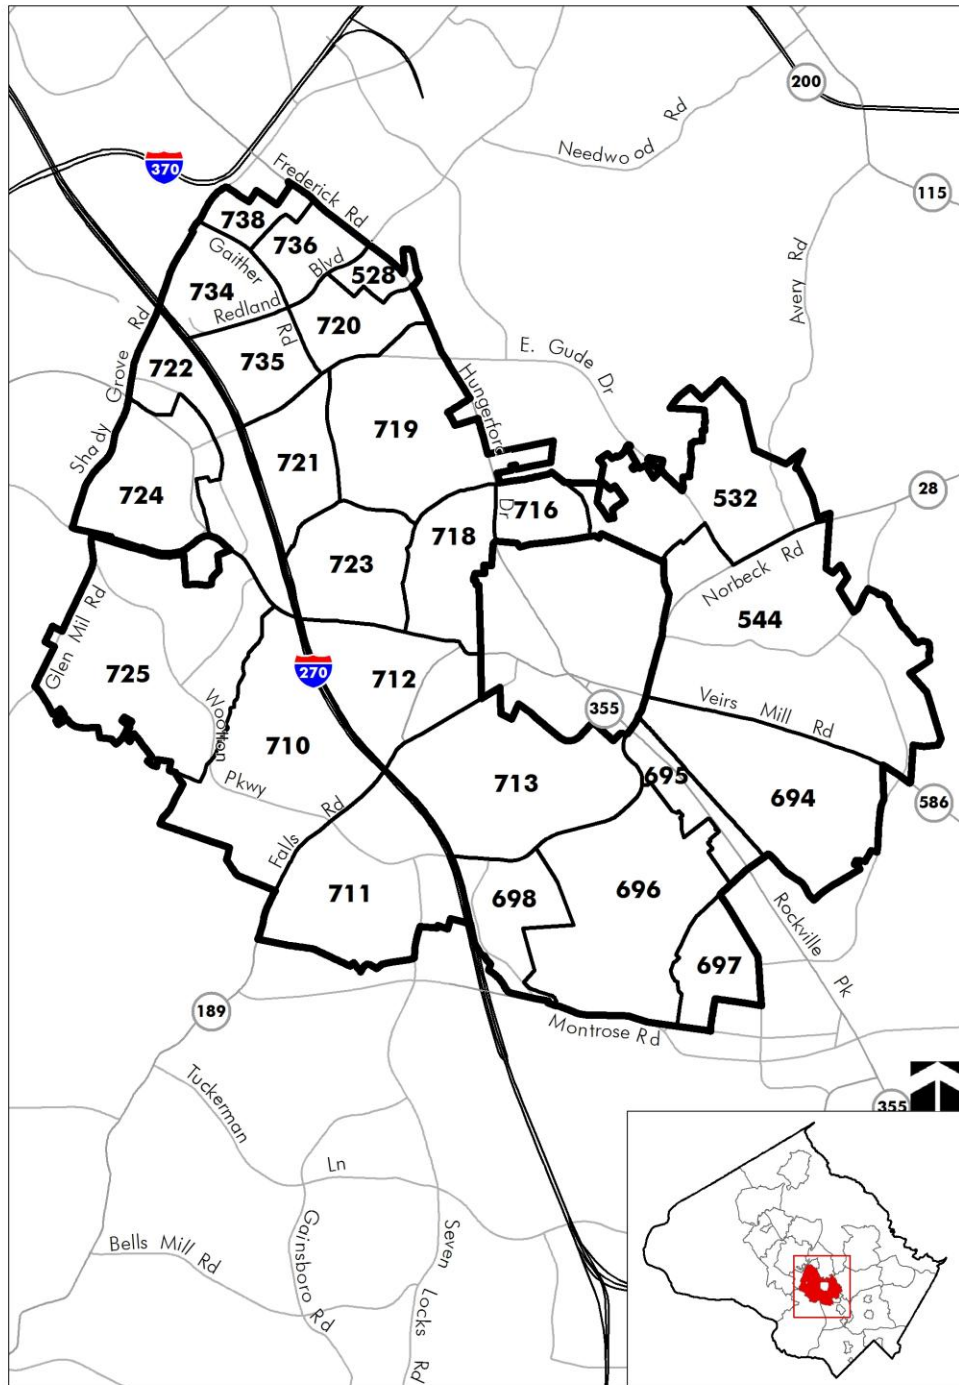 200
Needwood Rd
370
115
Frederick Rd
738
736
Gaither Rd
Blvd
528
734
Redland
720
Avery Rd
Shady Grove Rd
722
735
E. Gude Dr
Hungerford Dr
719
721
724
28
532
716
718
723
Norbeck Rd
544
Glen Mil Rd
725
270
712
Veirs Mill Rd
355
Wootton Pkwy
710
713
695
694
586
Falls Rd
711
698
696
Rockville Pk
697
189
Montrose Rd
355
Tuckerman Ln
Gainsboro Rd
Seven Locks Rd
Bells Mill Rd